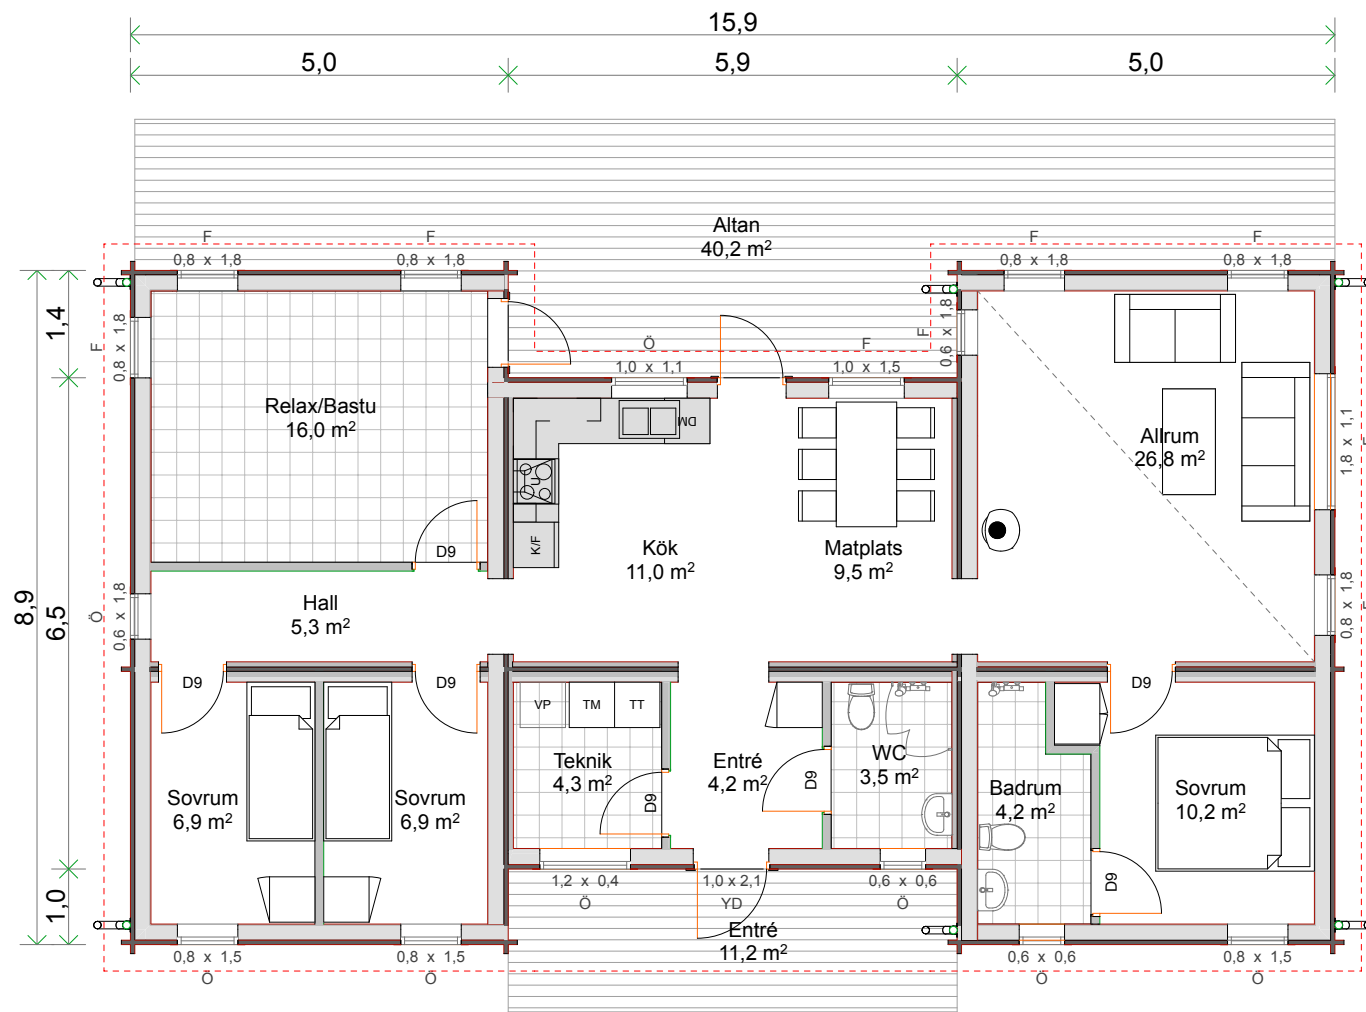 15,9
5,0
5,9
5,0
Altan
40,2 m²
F
F
F
F
0,8 x 1,8
0,8 x 1,8
0,8 x 1,8
0,8 x 1,8
1,4
F
0,8 x 1,8
F
0,6 x 1,8
Ö
F
1,0 x 1,1
1,0 x 1,5
Relax/Bastu
16,0 m²
DM
Allrum
26,8 m²
1,8 x 1,1
D9
K/F
Kök
11,0 m²
Matplats
9,5 m²
8,9
6,5
Ö
0,6 x 1,8
Hall
5,3 m²
0,8 x 1,8
D9
D9
VP
TM
TT
D9
Teknik
4,3 m²
Entré
4,2 m²
WC
3,5 m²
D9
D9
Sovrum
6,9 m²
Sovrum
6,9 m²
Badrum
4,2 m²
Sovrum
10,2 m²
D9
1,0
1,2 x 0,4
1,0 x 2,1
0,6 x 0,6
Ö
YD
Ö
Entré
11,2 m²
0,8 x 1,5
0,8 x 1,5
0,6 x 0,6
0,8 x 1,5
Ö
Ö
Ö
Ö